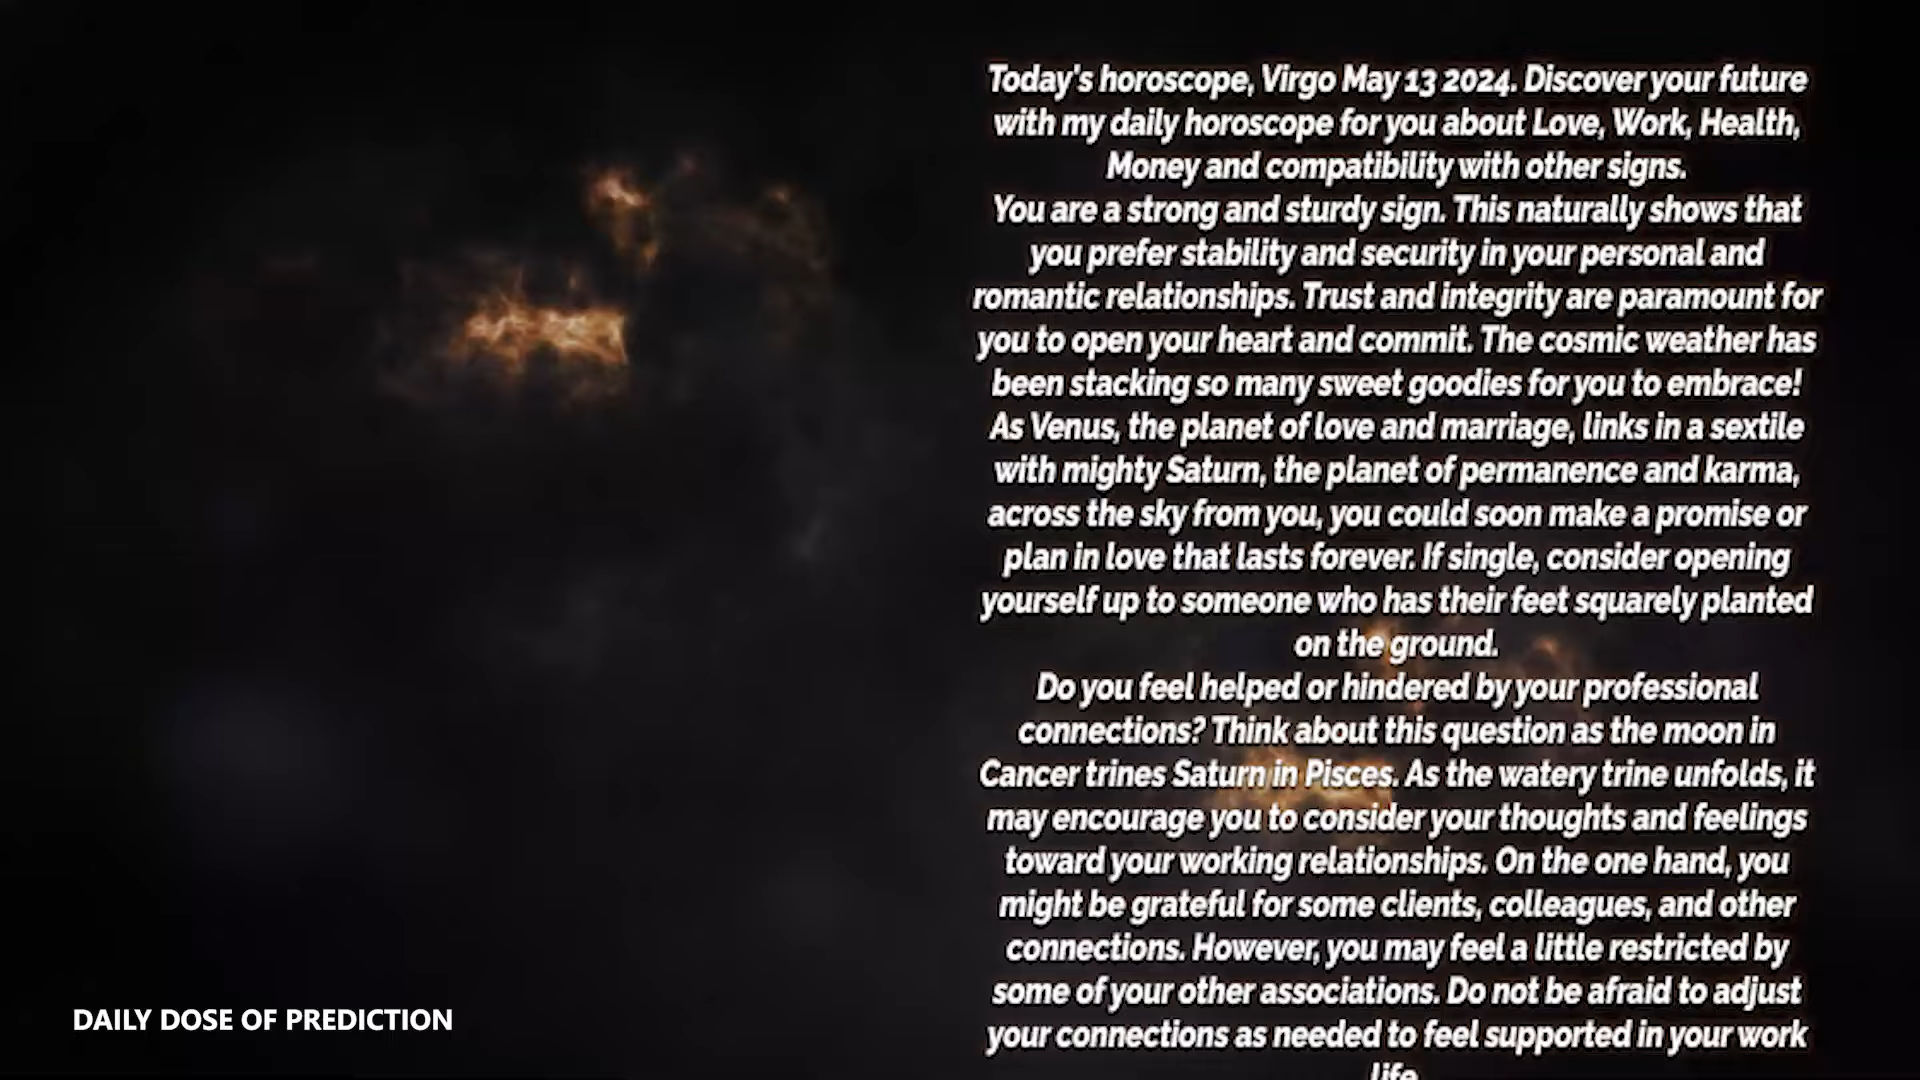 Today's horoscope, Virgo May 13 2024. Discover your future
with my daily horoscope for you about Love, Work, Health,
Money and compatibility with other signs.
You are a strong and sturdy sign. This naturally shows that
you prefer stability and security in your personal and
romantic relationships. Trust and integrity are paramount for
you to open your heart and commit. The cosmic weather has
been stacking so many sweet goodies for you to embrace!
As Venus, the planet of love and marriage, links in a sextile
with mighty Saturn, the planet of permanence and karma,
across the sky from you, you could soon make a promise or
plan in love that lasts forever. If single, consider opening
yourself up to someone who has their feet squarely planted
on the ground.
Do you feel helped or hindered by your professional
connections? Think about this question as the moon in
Cancer trines Saturn in Pisces. As the watery trine unfolds, it
may encourage you to consider your thoughts and feelings
toward your working relationships. On the one hand, you
might be grateful for some clients, colleagues, and other
connections. However, you may feel a little restricted by
some of your other associations. Do not be afraid to adjust
your connections as needed to feel supported in your work
life.
DAILY DOSE OF PREDICTION